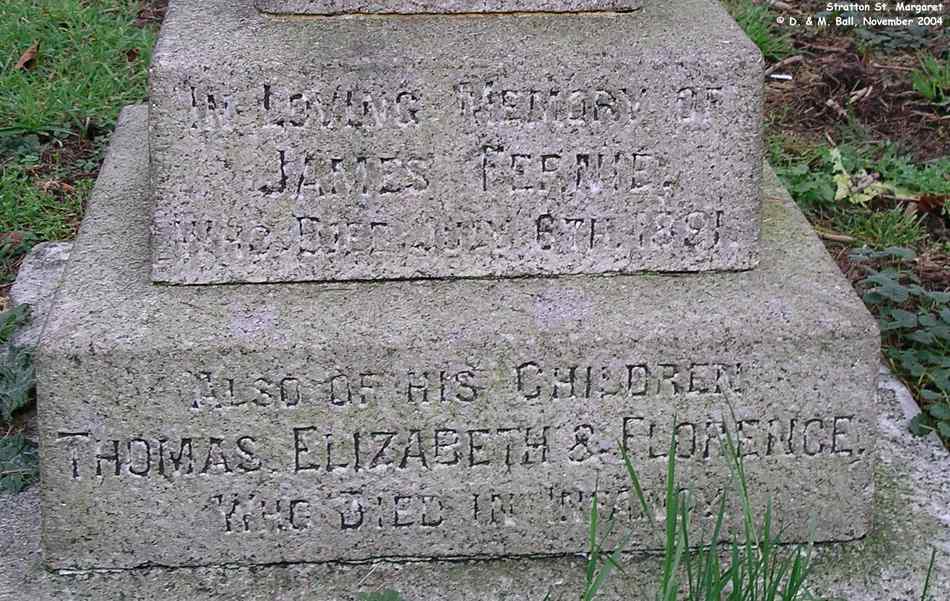 Stratton St. Margaret
© D. & M. Ball, November 2004
IN LOVING MEMORY OF
JAMES FERNIE,
WHO DIED JULY 6TH 1891.
ALSO OF HIS CHILDREN
THOMAS, ELIZABETH & FLORENCE.
WHO DIED IN INFANCY.